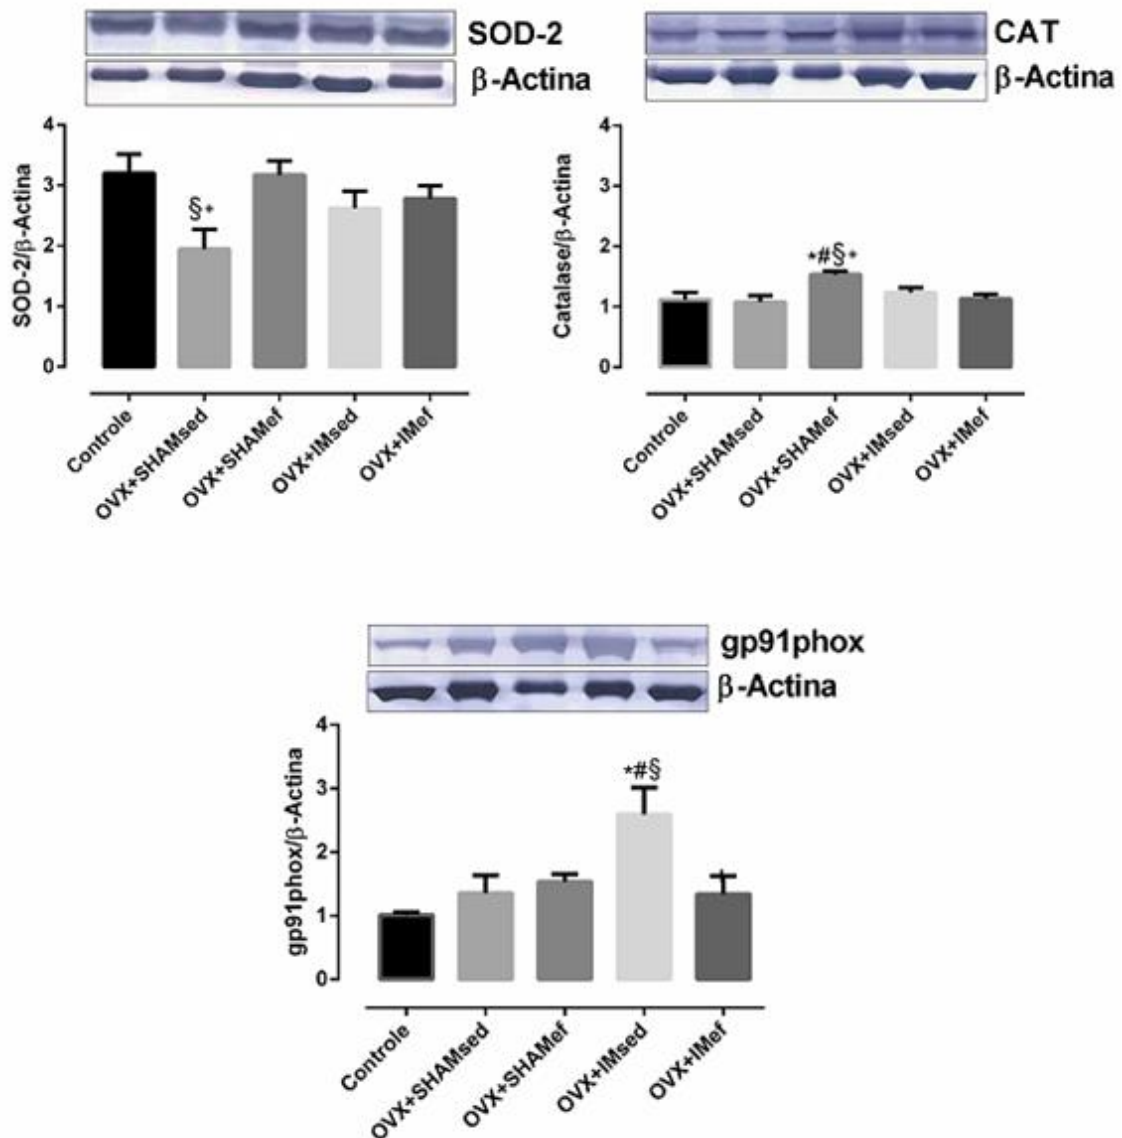 SOD-2
β-Actina
CAT
β-Actina
4
3
2
1
0
SOD-2/β-Actina
§+
Controle
OVX+SHAMsed
OVX+SHAMef
OVX+IMsed
OVX+IMef
4
3
2
1
0
Catalase/β-Actina
*#§+
Controle
OVX+SHAMsed
OVX+SHAMef
OVX+IMsed
OVX+IMef
gp91phox
β-Actina
4
3
2
1
0
gp91phox/β-Actina
*#§
+
Controle
OVX+SHAMsed
OVX+SHAMef
OVX+IMsed
OVX+IMef